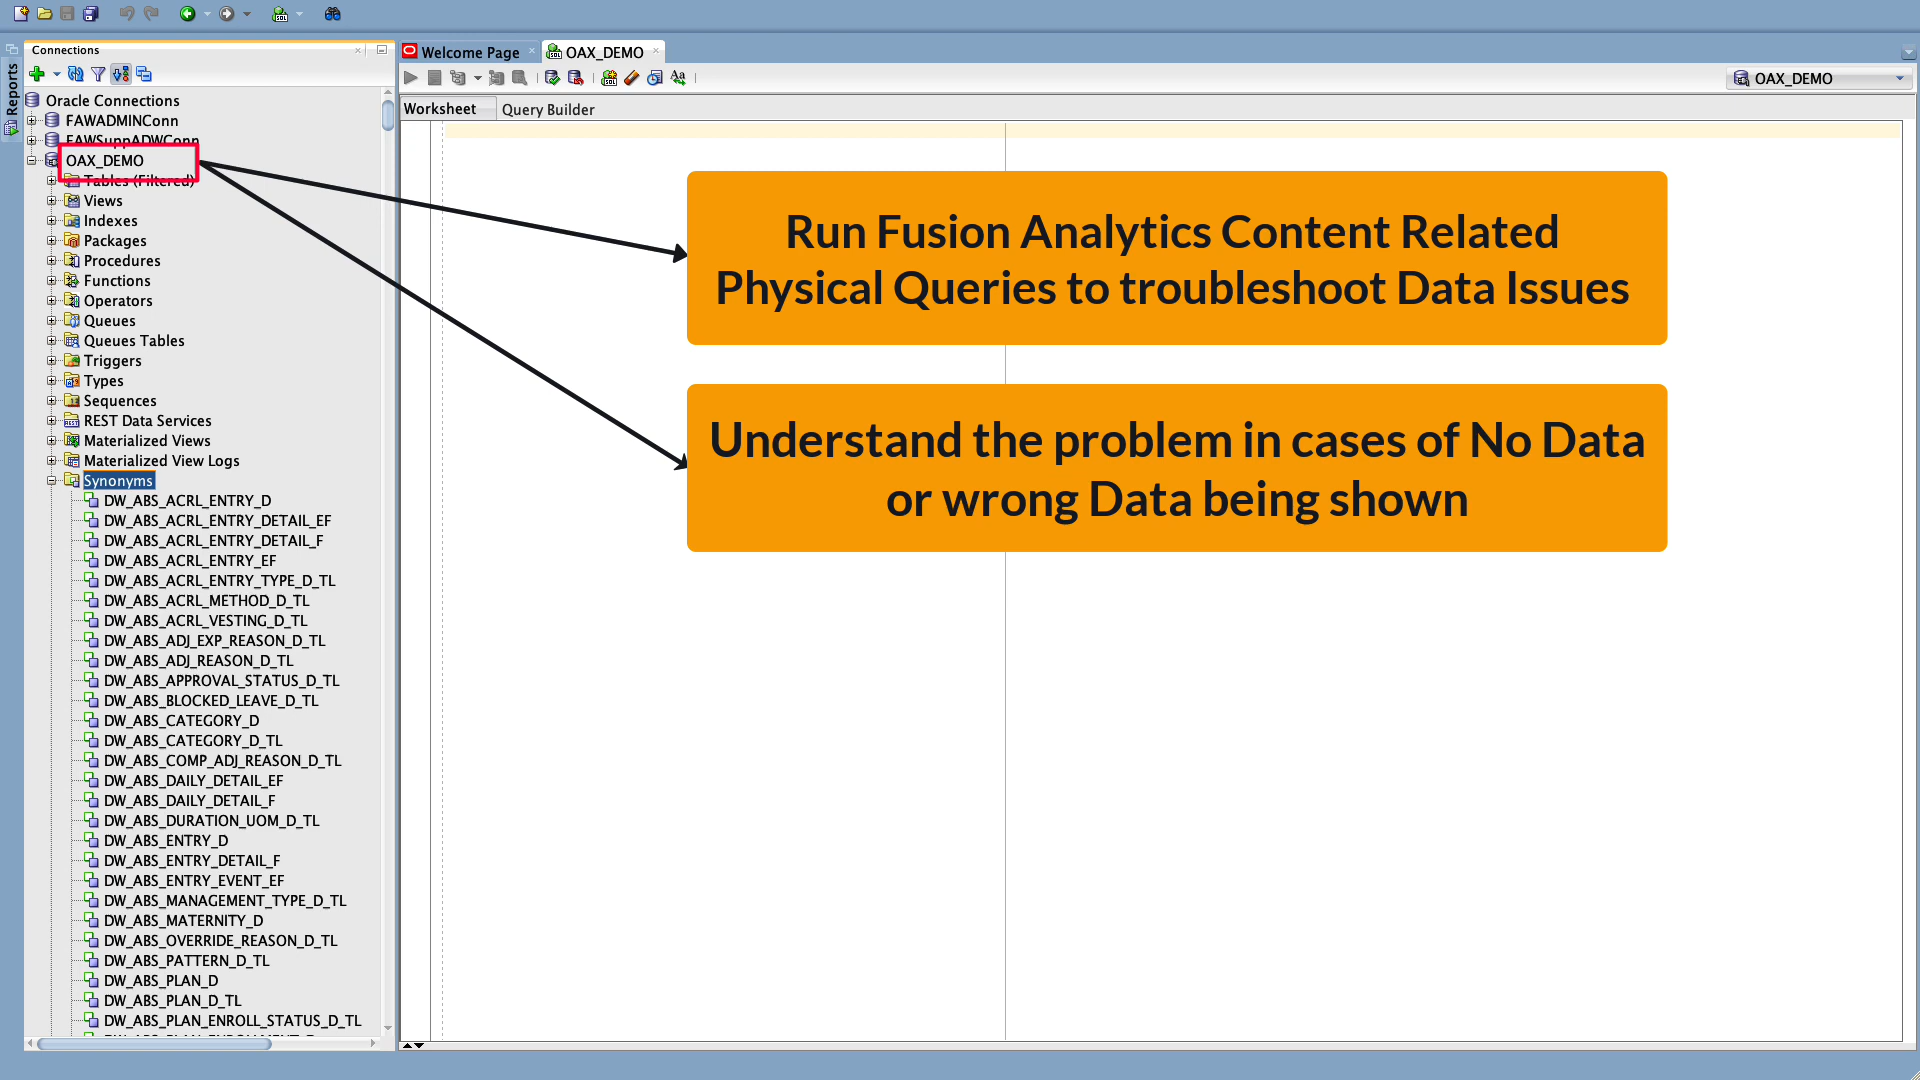 Connections
Reports
Oracle Connections
FAWADMINConn
FAWSuppADWConn
OAX_DEMO
Tables (Filtered)
Views
Indexes
Packages
Procedures
Functions
Operators
Queues
Queues Tables
Triggers
Types
Sequences
REST Data Services
Materialized Views
Materialized View Logs
Synonyms
DW_ABS_ACRL_ENTRY_D
DW_ABS_ACRL_ENTRY_DETAIL_EF
DW_ABS_ACRL_ENTRY_DETAIL_F
DW_ABS_ACRL_ENTRY_EF
DW_ABS_ACRL_ENTRY_TYPE_D_TL
DW_ABS_ACRL_METHOD_D_TL
DW_ABS_ACRL_VESTING_D_TL
DW_ABS_ADJ_EXP_REASON_D_TL
DW_ABS_ADJ_REASON_D_TL
DW_ABS_APPROVAL_STATUS_D_TL
DW_ABS_BLOCKED_LEAVE_D_TL
DW_ABS_CATEGORY_D
DW_ABS_CATEGORY_D_TL
DW_ABS_COMP_ADJ_REASON_D_TL
DW_ABS_DAILY_DETAIL_EF
DW_ABS_DAILY_DETAIL_F
DW_ABS_DURATION_UOM_D_TL
DW_ABS_ENTRY_D
DW_ABS_ENTRY_DETAIL_F
DW_ABS_ENTRY_EVENT_EF
DW_ABS_MANAGEMENT_TYPE_D_TL
DW_ABS_MATERNITY_D
DW_ABS_OVERRIDE_REASON_D_TL
DW_ABS_PATTERN_D_TL
DW_ABS_PLAN_D
DW_ABS_PLAN_D_TL
DW_ABS_PLAN_ENROLL_STATUS_D_TL
Welcome Page
OAX_DEMO
OAX_DEMO
Worksheet
Query Builder
Run Fusion Analytics Content Related
Physical Queries to troubleshoot Data Issues
Understand the problem in cases of No Data
or wrong Data being shown